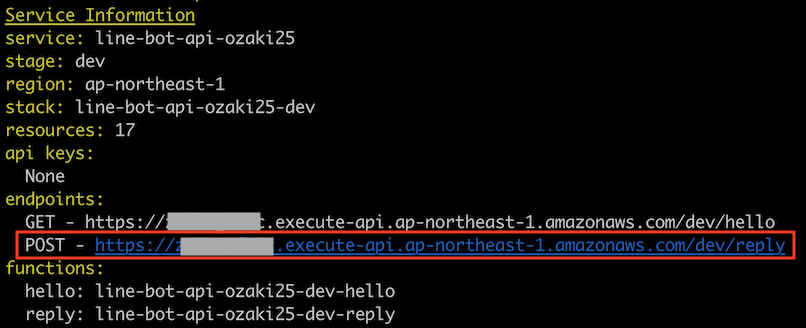 Service Information
service: line-bot-api-ozaki25
stage: dev
region: ap-northeast-1
stack: line-bot-api-ozaki25-dev
resources: 17
api keys:
None
endpoints:
GET - https://c.execute-api.ap-northeast-1.amazonaws.com/dev/hello
POST - https://.execute-api.ap-northeast-1.amazonaws.com/dev/reply
functions:
hello: line-bot-api-ozaki25-dev-hello
reply: line-bot-api-ozaki25-dev-reply